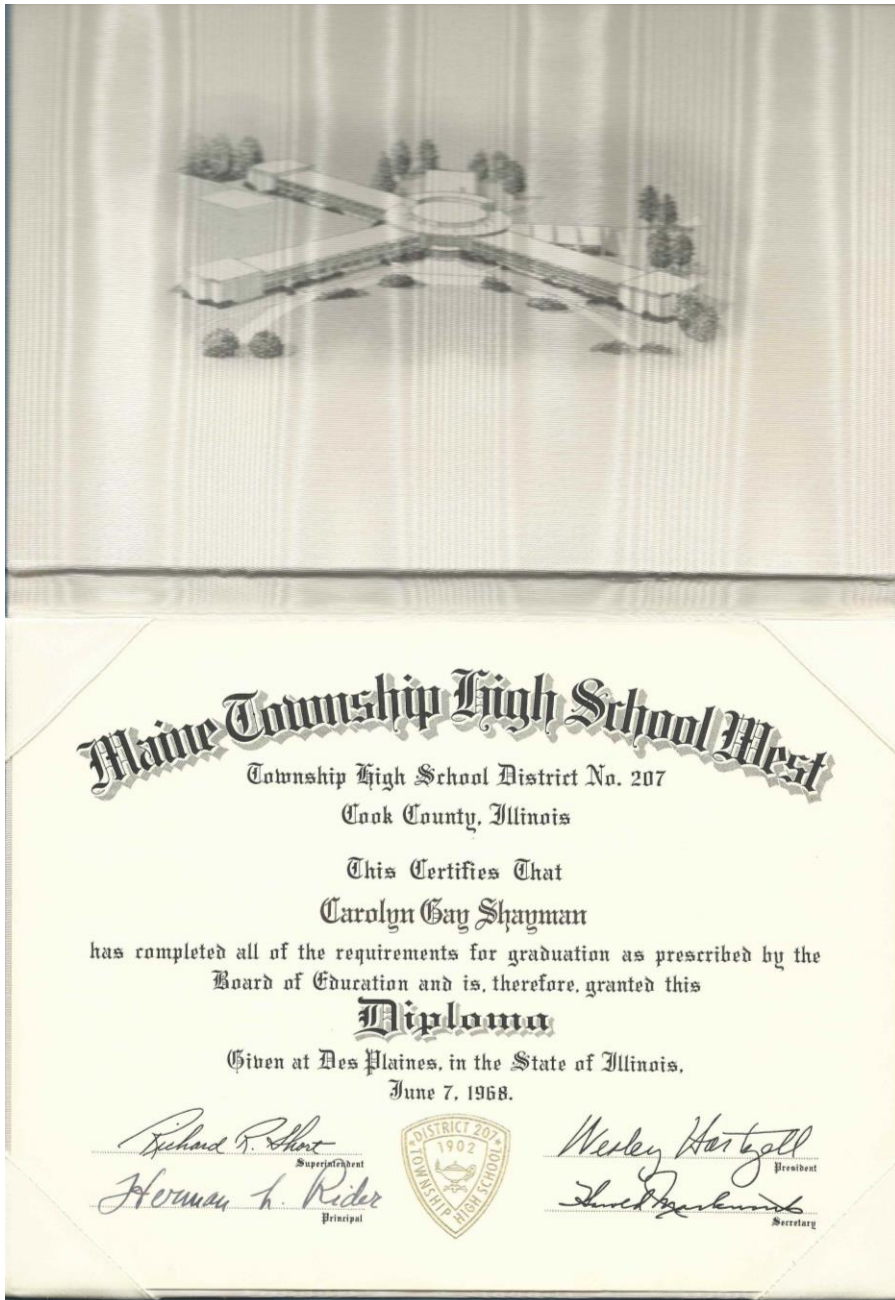 Maine Township High School West
Township High School District No. 207
Cook County, Illinois
This Certifies That
Carolyn Gay Shayman
has completed all of the requirements for graduation as prescribed by the
Board of Education and is, therefore, granted this
Diploma
Given at Des Plaines, in the State of Illinois,
June 7, 1968.
Richard R. Short
Superintendent
Herman L. Rider
Principal
DISTRICT 207
1902
TOWNSHIP HIGH SCHOOL
Wesley Hartzell
President
Secretary